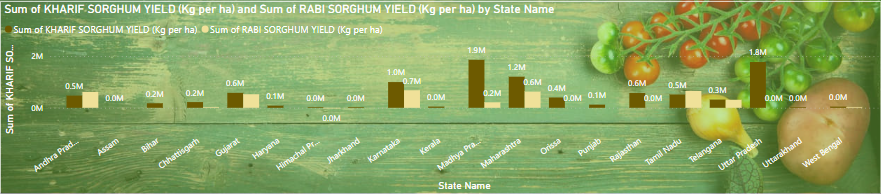 Sum of KHARIF SORGHUM YIELD (Kg per ha) and Sum of RABI SORGHUM YIELD (Kg per ha) by State Name
Sum of KHARIF SORGHUM YIELD (Kg per ha) Sum of RABI SORGHUM YIELD (Kg per ha)
Sum of KHARIF SO...
2M
0M
0.5M 0.0M 0.2M 0.2M 0.6M 0.1M 0.0M 0.0M 0.0M 1.0M 0.7M 0.0M 1.9M 0.2M 1.2M 0.6M 0.4M 0.0M 0.1M 0.6M 0.0M 0.5M 0.3M 1.8M 0.0M 0.0M 0.0M
Andhra Prad... Assam Bihar Chhattisgarh Gujarat Haryana Himachal Pr... Jharkhand Karnataka Kerala Madhya Pra... Maharashtra Orissa Punjab Rajasthan Tamil Nadu Telangana Uttar Pradesh Uttarakhand West Bengal
State Name